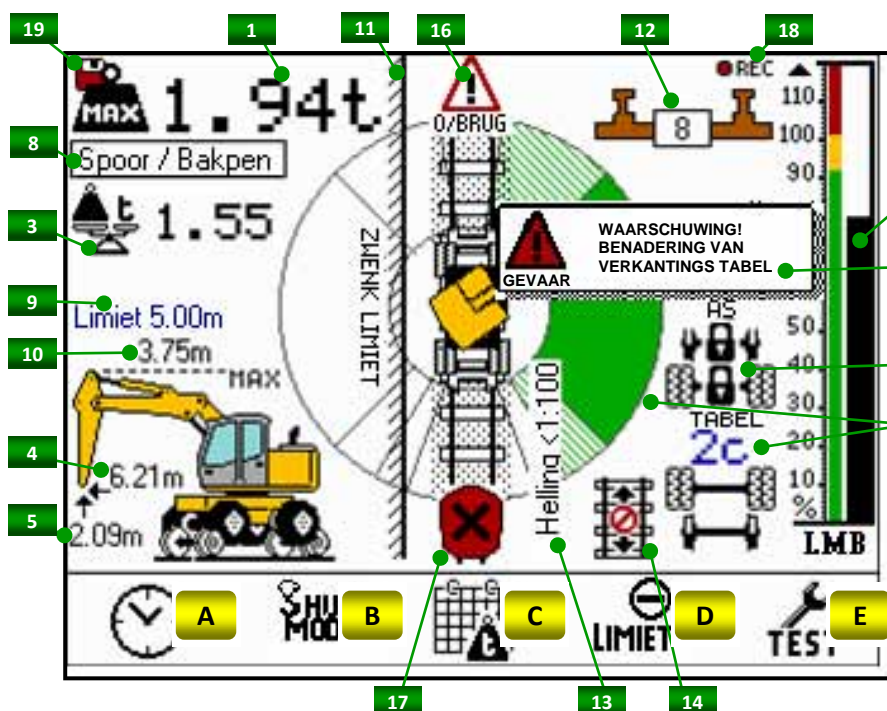 19
1
11
16
12
18
MAX
1.94t
REC
110
100
90
O/BRUG
8
8
Spoor / Bakpen
t
1.55
3
ZWENK LIMIET
GEVAAR
WAARSCHUWING!
BENADERING VAN
VERKANTINGS TABEL
9
Limiet 5.00m
10
3.75m
MAX
AS
50
40
30
TABEL
2c
20
10
%
LMB
4
6.21m
5
2.09m
Helling <1:100
A
B
C
LIMIET
D
TEST
E
17
13
14